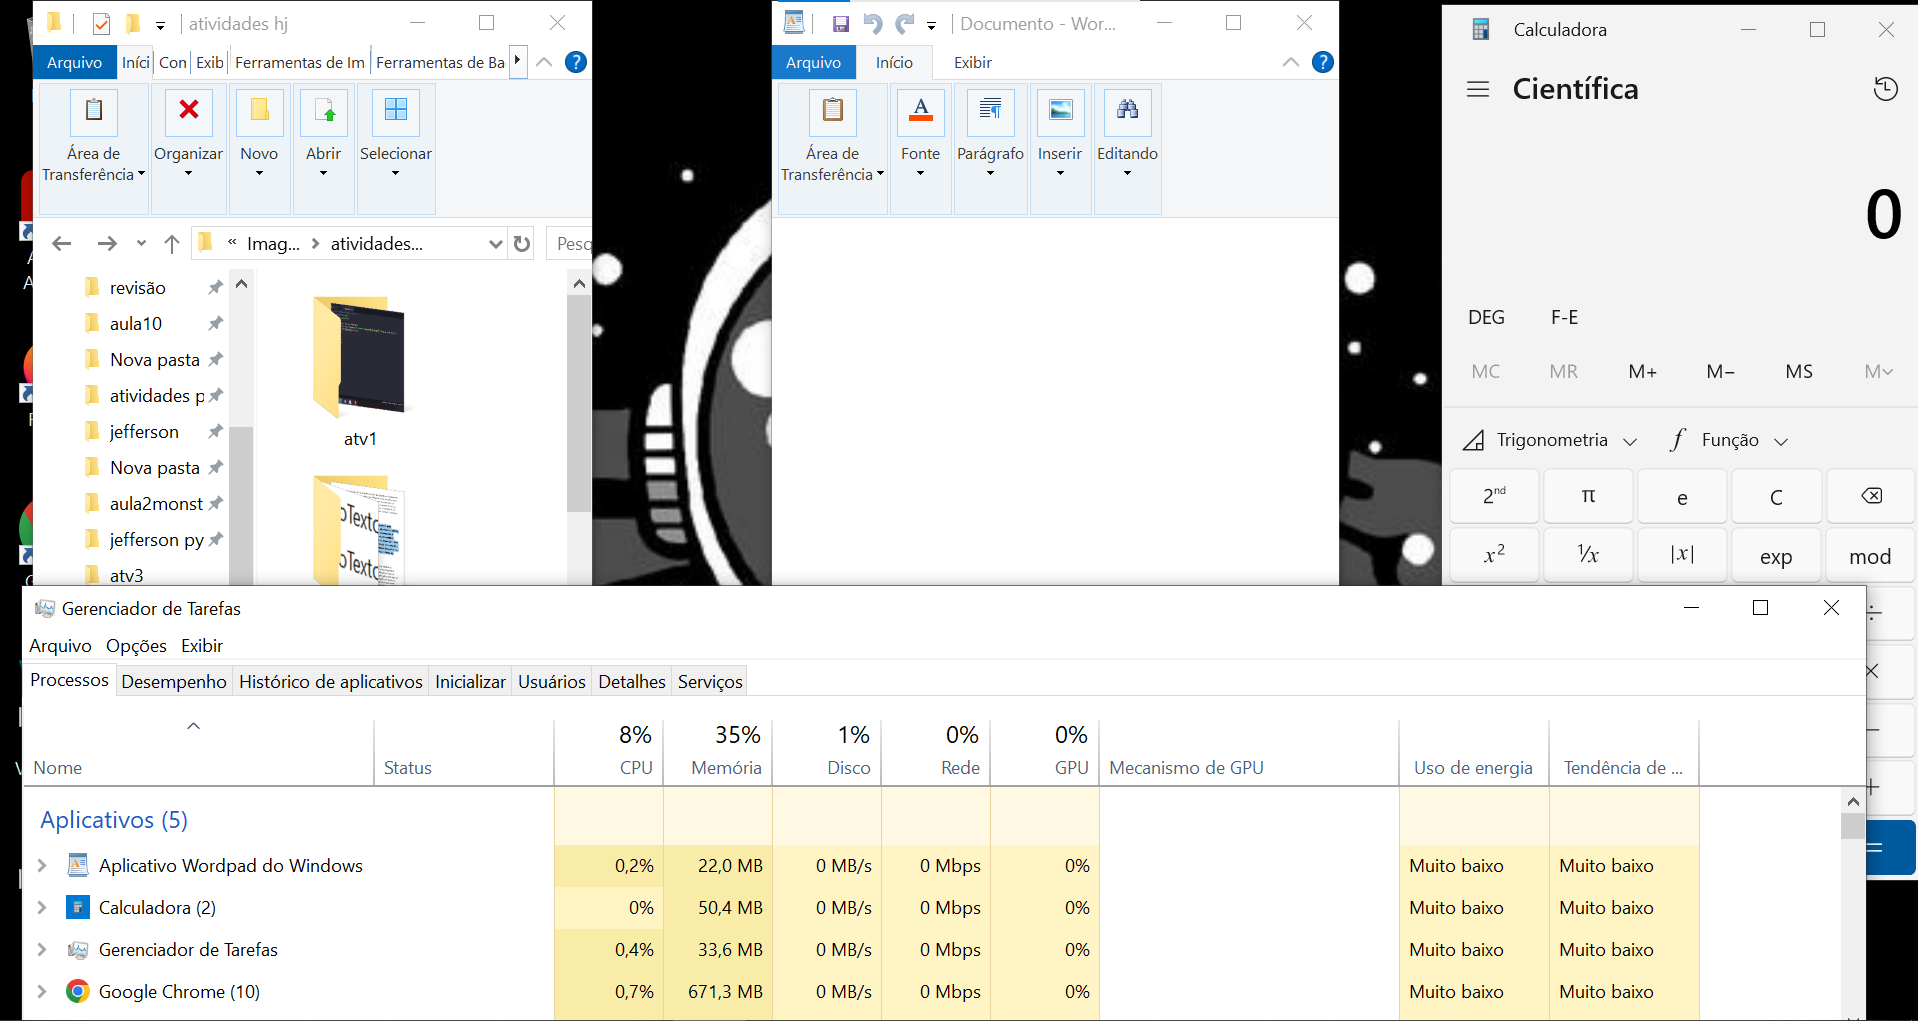 atividades hj
Arquivo Iníci Con Exib Ferramentas de Im Ferramentas de Ba
Área de Transferência
Organizar
Novo
Abrir
Selecionar
« Imag... > atividades...
Pesq
revisão
aula10
Nova pasta
atividades p
jefferson
Nova pasta
aula2monst
jefferson py
atv3
atv1
oTexto
oTexto
Documento - Wor...
Arquivo Início Exibir
Área de Transferência
Fonte
Parágrafo
Inserir
Editando
Calculadora
Científica
0
DEG F-E
MC MR M+ M− MS M
Trigonometria Função
2nd π e C
x² ¹/x |x| exp mod
÷
×
−
+
=
Gerenciador de Tarefas
Arquivo Opções Exibir
Processos Desempenho Histórico de aplicativos Inicializar Usuários Detalhes Serviços
8% 35% 1% 0% 0%
Nome Status CPU Memória Disco Rede GPU Mecanismo de GPU Uso de energia Tendência de ...
Aplicativos (5)
Aplicativo Wordpad do Windows 0,2% 22,0 MB 0 MB/s 0 Mbps 0% Muito baixo Muito baixo
Calculadora (2) 0% 50,4 MB 0 MB/s 0 Mbps 0% Muito baixo Muito baixo
Gerenciador de Tarefas 0,4% 33,6 MB 0 MB/s 0 Mbps 0% Muito baixo Muito baixo
Google Chrome (10) 0,7% 671,3 MB 0 MB/s 0 Mbps 0% Muito baixo Muito baixo